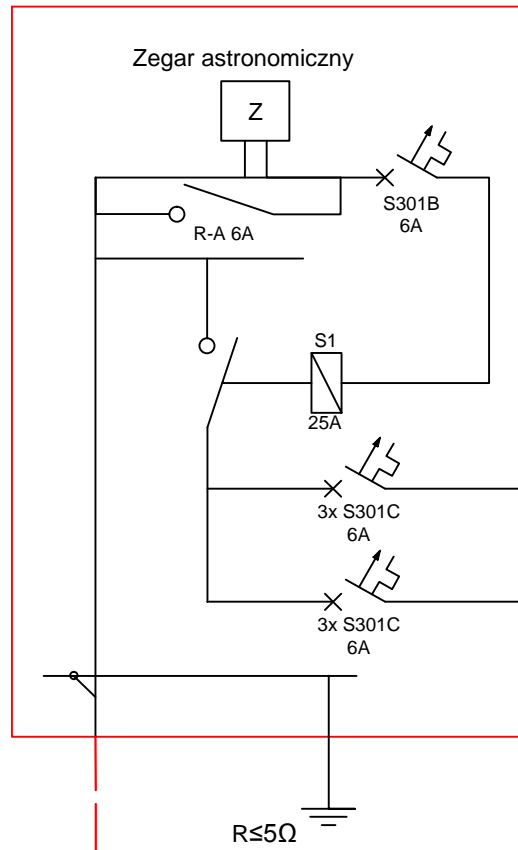 Zegar astronomiczny
Z
S301B
6A
R-A 6A
S1
25A
3x S301C
6A
3x S301C
6A
R≤5Ω